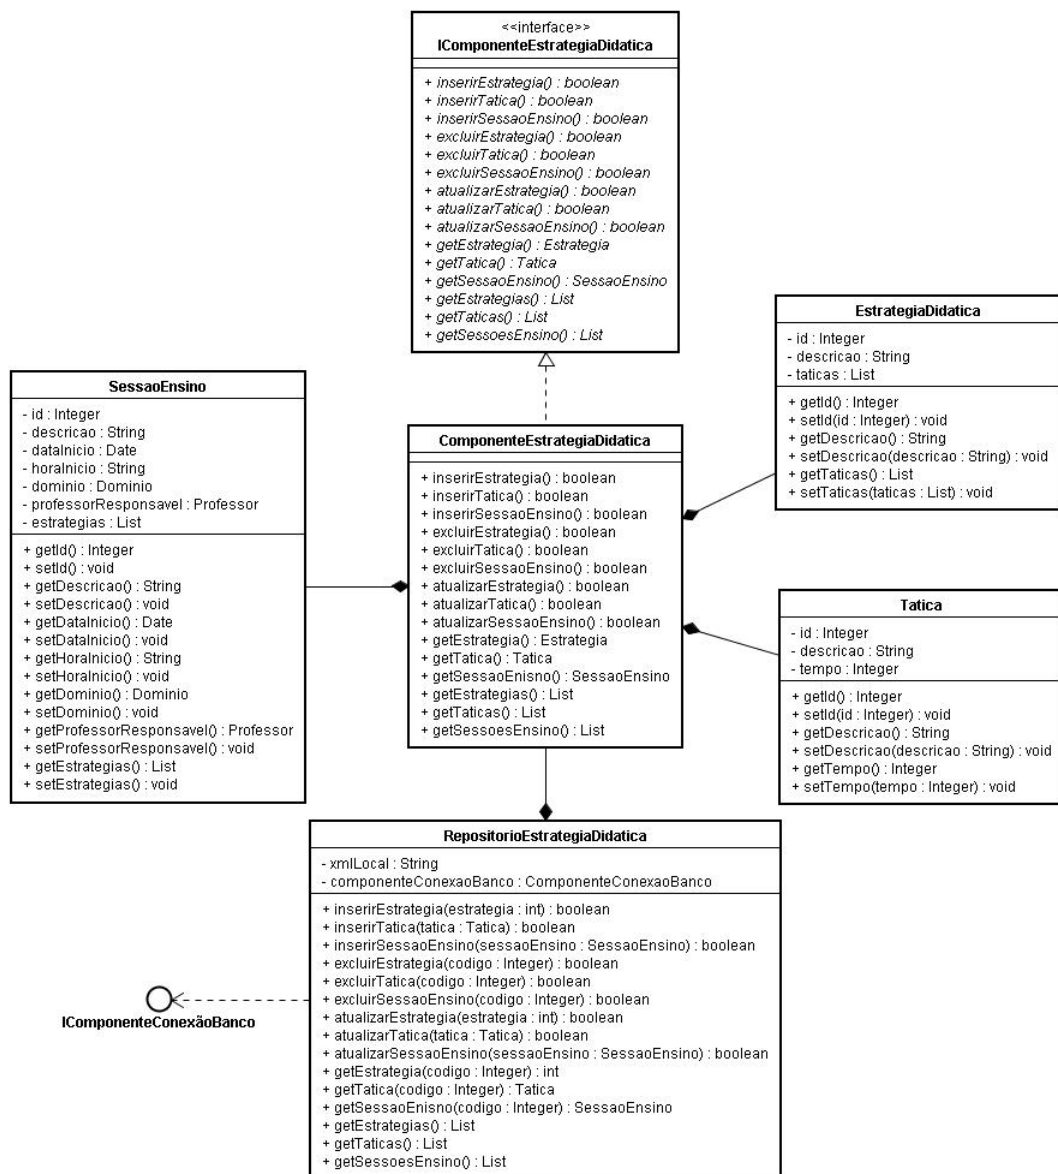 <<interface>>
IComponenteEstrategiaDidatica
+ inserirEstrategia() : boolean
+ inserirTatica() : boolean
+ inserirSessaoEnsino() : boolean
+ excluirEstrategia() : boolean
+ excluirTatica() : boolean
+ excluirSessaoEnsino() : boolean
+ atualizarEstrategia() : boolean
+ atualizarTatica() : boolean
+ atualizarSessaoEnsino() : boolean
+ getEstrategia() : Estrategia
+ getTatica() : Tatica
+ getSessaoEnsino() : SessaoEnsino
+ getEstrategias() : List
+ getTaticas() : List
+ getSessoesEnsino() : List
EstrategiaDidatica
- id : Integer
- descricao : String
- taticas : List
+ getId() : Integer
+ setId(id : Integer) : void
+ getDescricao() : String
+ setDescricao(descricao : String) : void
+ getTaticas() : List
+ setTaticas(taticas : List) : void
SessaoEnsino
- id : Integer
- descricao : String
- dataInicio : Date
- horaInicio : String
- dominio : Dominio
- professorResponsavel : Professor
- estrategias : List
+ getId() : Integer
+ setId() : void
+ getDescricao() : String
+ setDescricao() : void
+ getDataInicio() : Date
+ setDataInicio() : void
+ getHoraInicio() : String
+ setHoraInicio() : void
+ getDominio() : Dominio
+ setDominio() : void
+ getProfessorResponsavel() : Professor
+ setProfessorResponsavel() : void
+ getEstrategias() : List
+ setEstrategias() : void
ComponenteEstrategiaDidatica
+ inserirEstrategia() : boolean
+ inserirTatica() : boolean
+ inserirSessaoEnsino() : boolean
+ excluirEstrategia() : boolean
+ excluirTatica() : boolean
+ excluirSessaoEnsino() : boolean
+ atualizarEstrategia() : boolean
+ atualizarTatica() : boolean
+ atualizarSessaoEnsino() : boolean
+ getEstrategia() : Estrategia
+ getTatica() : Tatica
+ getSessaoEnisno() : SessaoEnsino
+ getEstrategias() : List
+ getTaticas() : List
+ getSessoesEnsino() : List
Tatica
- id : Integer
- descricao : String
- tempo : Integer
+ getId() : Integer
+ setId(id : Integer) : void
+ getDescricao() : String
+ setDescricao(descricao : String) : void
+ getTempo() : Integer
+ setTempo(tempo : Integer) : void
RepositorioEstrategiaDidatica
- xmlLocal : String
- componenteConexaoBanco : ComponenteConexaoBanco
+ inserirEstrategia(estrategia : int) : boolean
+ inserirTatica(tatica : Tatica) : boolean
+ inserirSessaoEnsino(sessaoEnsino : SessaoEnsino) : boolean
+ excluirEstrategia(codigo : Integer) : boolean
+ excluirTatica(codigo : Integer) : boolean
+ excluirSessaoEnsino(codigo : Integer) : boolean
+ atualizarEstrategia(estrategia : int) : boolean
+ atualizarTatica(tatica : Tatica) : boolean
+ atualizarSessaoEnsino(sessaoEnsino : SessaoEnsino) : boolean
+ getEstrategia(codigo : Integer) : int
+ getTatica(codigo : Integer) : Tatica
+ getSessaoEnisno(codigo : Integer) : SessaoEnsino
+ getEstrategias() : List
+ getTaticas() : List
+ getSessoesEnsino() : List
IComponenteConexãoBanco